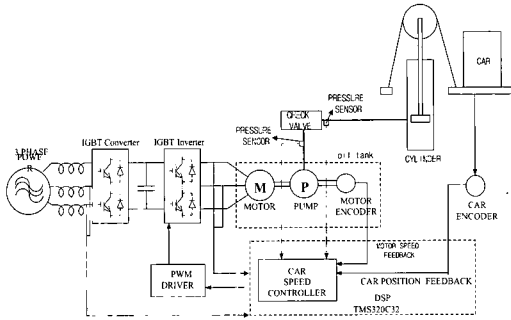 CAR
PRESSURE
SENSOR
CHECK
VALVE
PRESSURE
SENSOR
CYLINDER
3 PHASE
POWER
IGBT Converter
IGBT Inverter
oil tank
M
P
MOTOR
PUMP
MOTOR
ENCODER
CAR
ENCODER
MOTOR SPEED
FEEDBACK
PWM
DRIVER
CAR
SPEED
CONTROLLER
CAR POSITION FEEDBACK
DSP
TMS320C32